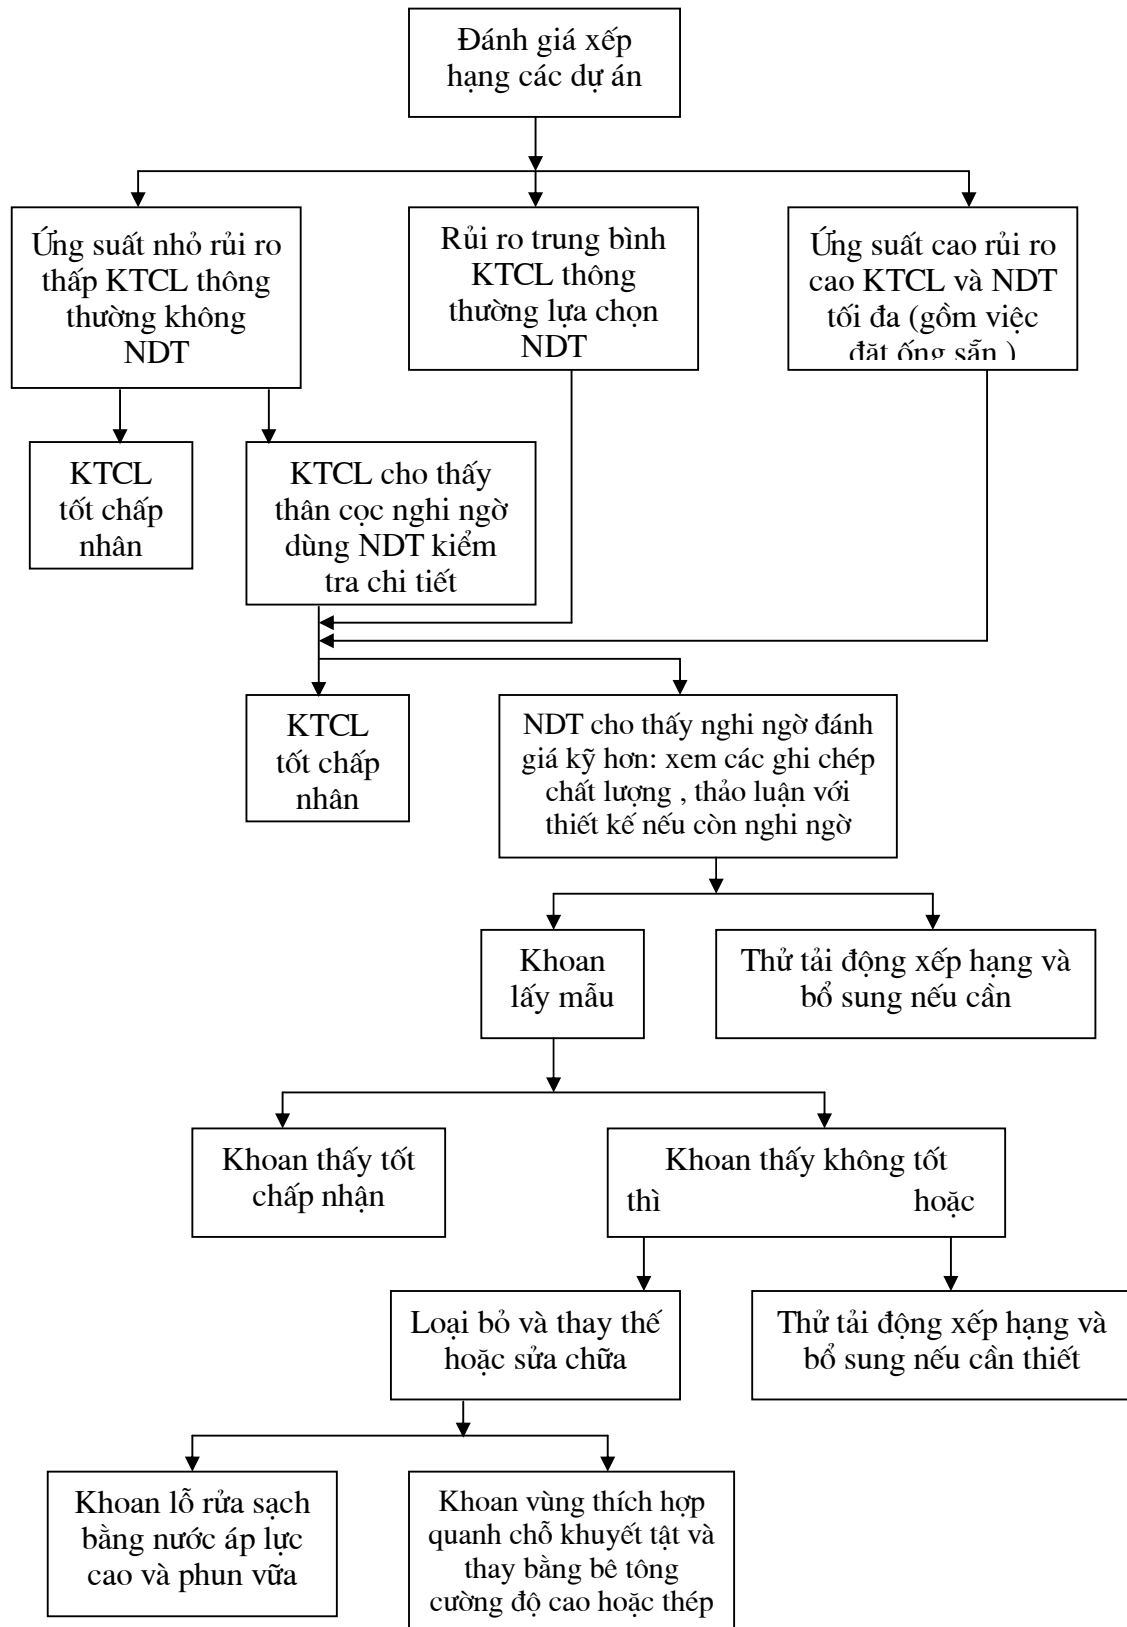 Đánh giá xếp
hạng các dự án
Ứng suất nhỏ rủi ro
thấp KTCL thông
thường không
NDT
Rủi ro trung bình
KTCL thông
thường lựa chọn
NDT
Ứng suất cao rủi ro
cao KTCL và NDT
tối đa (gồm việc
đặt ống sẵn )
KTCL
tốt chấp
nhân
KTCL cho thấy
thân cọc nghi ngờ
dùng NDT kiểm
tra chi tiết
KTCL
tốt chấp
nhân
NDT cho thấy nghi ngờ đánh
giá kỹ hơn: xem các ghi chép
chất lượng , thảo luận với
thiết kế nếu còn nghi ngờ
Khoan
lấy mẫu
Thử tải động xếp hạng và
bổ sung nếu cần
Khoan thấy tốt
chấp nhận
Khoan thấy không tốt
thì hoặc
Loại bỏ và thay thế
hoặc sửa chữa
Thử tải động xếp hạng và
bổ sung nếu cần thiết
Khoan lỗ rửa sạch
bằng nước áp lực
cao và phun vữa
Khoan vùng thích hợp
quanh chỗ khuyết tật và
thay bằng bê tông
cường độ cao hoặc thép